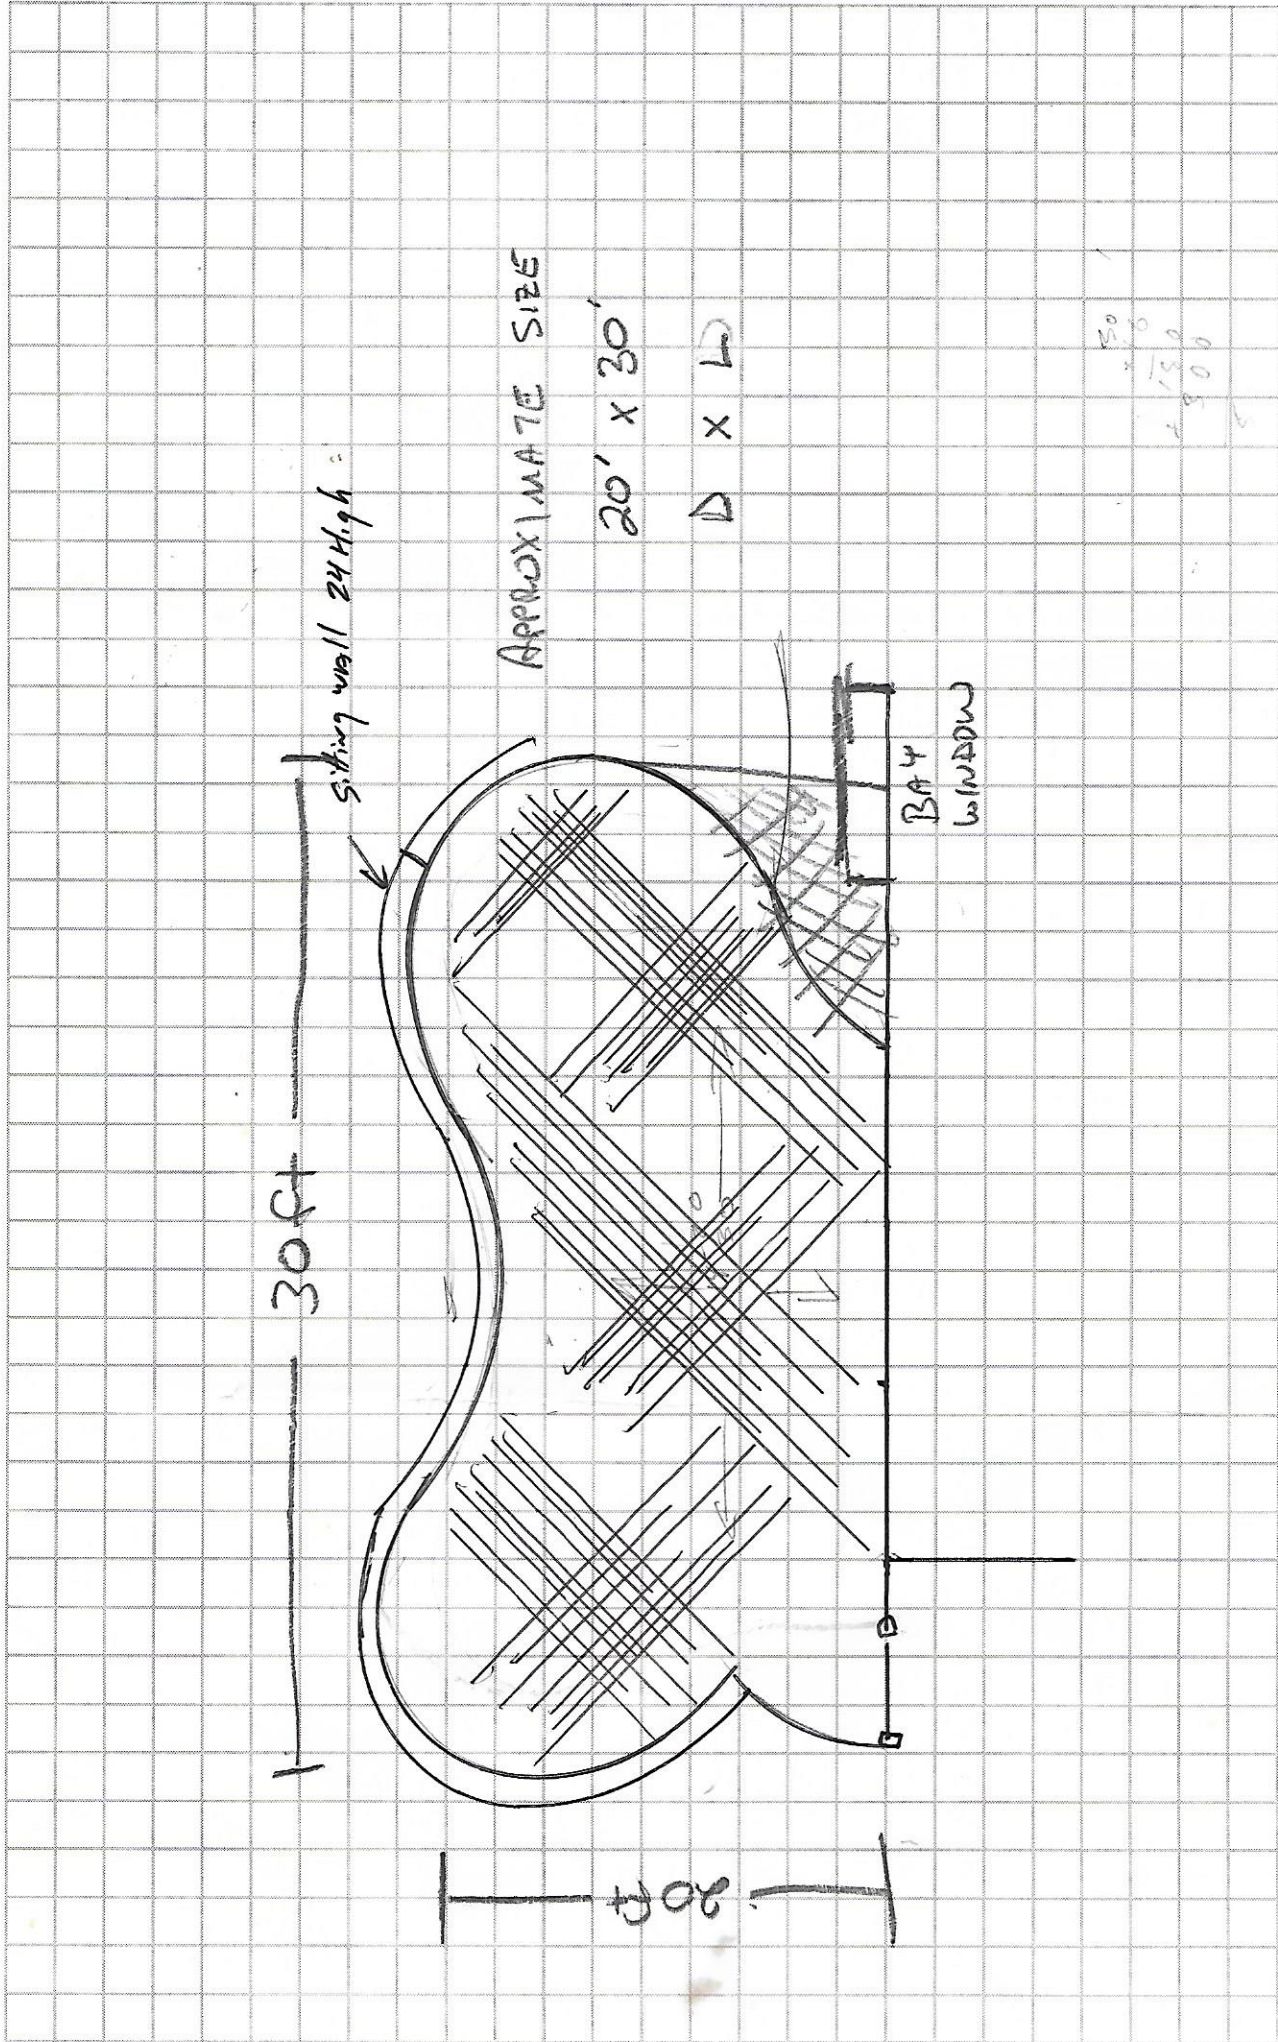 30ft
sitting wall 24 High
APPROXIMATE SIZE
20' x 30'
D x L
BAY
WINDOW
20ft